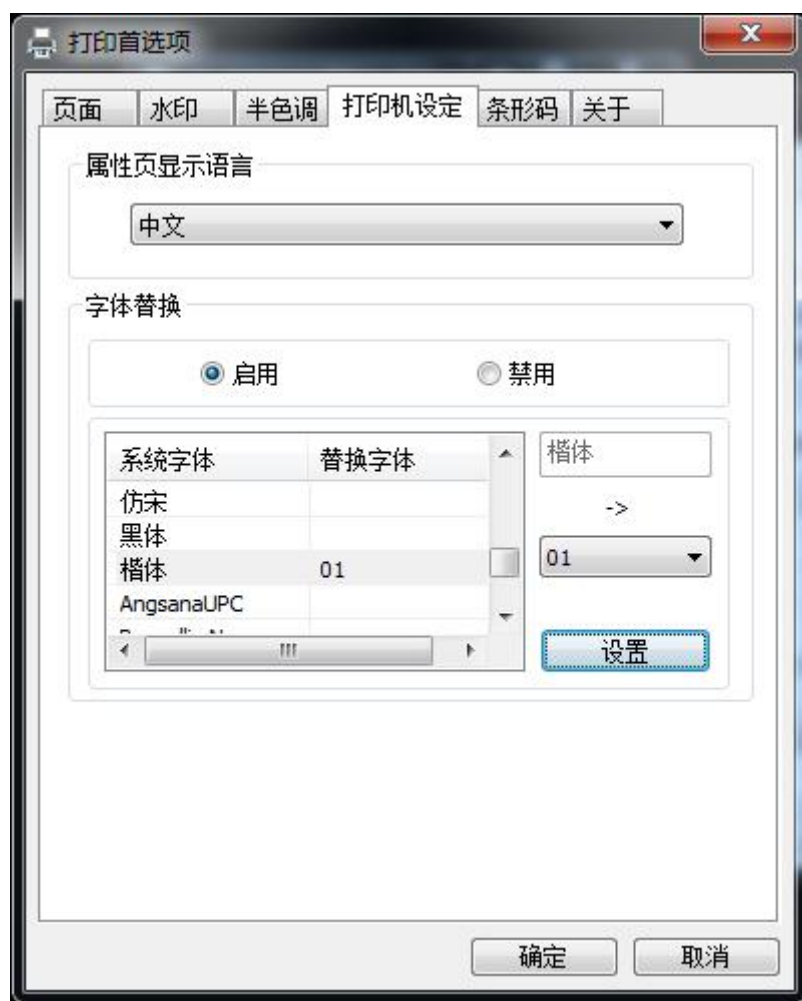 打印首选项
页面 水印 半色调 打印机设定 条形码 关于
属性页显示语言
中文
字体替换
启用 禁用
系统字体 替换字体
仿宋
黑体
楷体 01
AngsanaUPC
楷体
->
01
设置
确定 取消